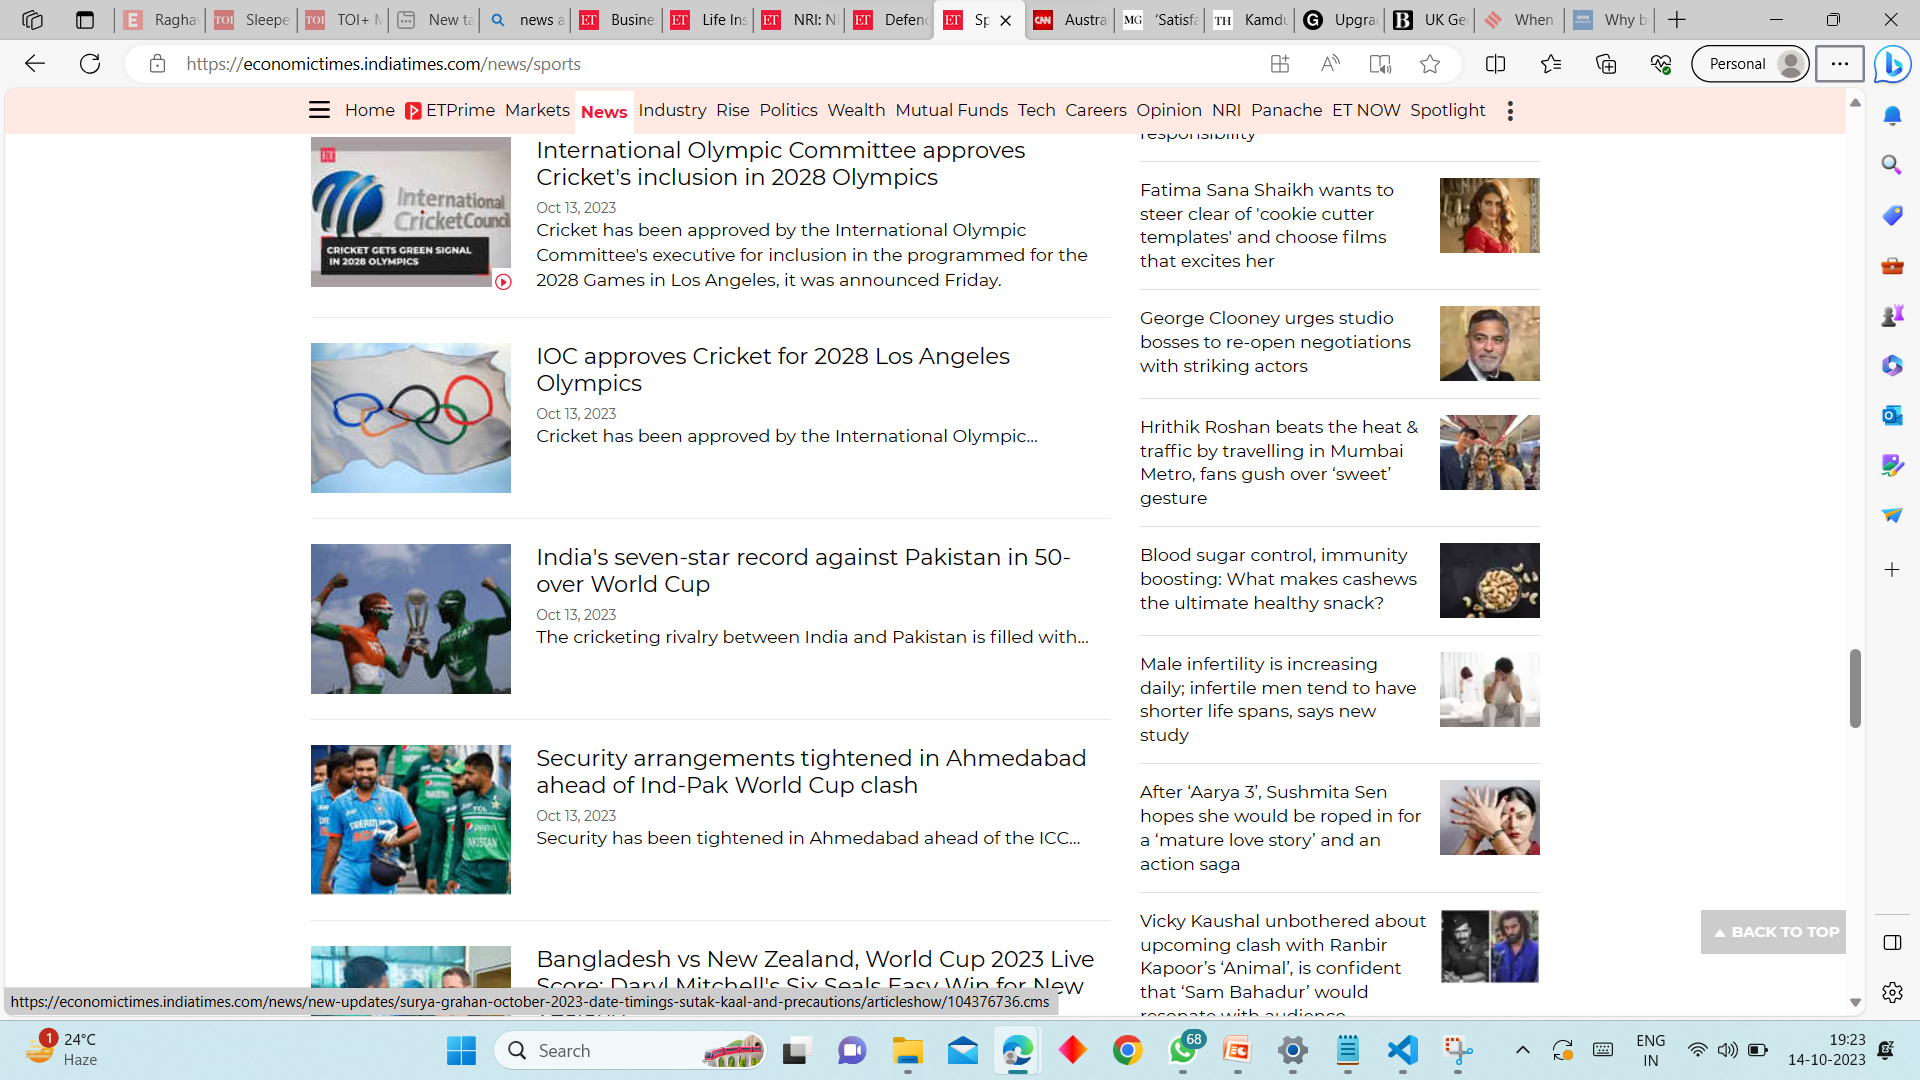 Ragha
Sleepe
TOI+ M
New ta
news a
Busine
Life Ins
NRI: N
Defenc
Sp
Austra
'Satisfa
Kamdu
Upgra
UK Ge
When
Why b
https://economictimes.indiatimes.com/news/sports
Personal
Home ETPrime Markets News Industry Rise Politics Wealth Mutual Funds Tech Careers Opinion NRI Panache ET NOW Spotlight
ET
International
Cricket Council
CRICKET GETS GREEN SIGNAL
IN 2028 OLYMPICS
International Olympic Committee approves
Cricket's inclusion in 2028 Olympics
Oct 13, 2023
Cricket has been approved by the International Olympic
Committee's executive for inclusion in the programmed for the
2028 Games in Los Angeles, it was announced Friday.
IOC approves Cricket for 2028 Los Angeles
Olympics
Oct 13, 2023
Cricket has been approved by the International Olympic...
India's seven-star record against Pakistan in 50-
over World Cup
Oct 13, 2023
The cricketing rivalry between India and Pakistan is filled with...
Security arrangements tightened in Ahmedabad
ahead of Ind-Pak World Cup clash
Oct 13, 2023
Security has been tightened in Ahmedabad ahead of the ICC...
Bangladesh vs New Zealand, World Cup 2023 Live
Score: Daryl Mitchell's Six Seals Easy Win for New
responsibility
Fatima Sana Shaikh wants to
steer clear of 'cookie cutter
templates' and choose films
that excites her
George Clooney urges studio
bosses to re-open negotiations
with striking actors
Hrithik Roshan beats the heat &
traffic by travelling in Mumbai
Metro, fans gush over ‘sweet’
gesture
Blood sugar control, immunity
boosting: What makes cashews
the ultimate healthy snack?
Male infertility is increasing
daily; infertile men tend to have
shorter life spans, says new
study
After ‘Aarya 3’, Sushmita Sen
hopes she would be roped in for
a ‘mature love story’ and an
action saga
Vicky Kaushal unbothered about
upcoming clash with Ranbir
Kapoor’s ‘Animal’, is confident
that ‘Sam Bahadur’ would
resonate with audience
BACK TO TOP
https://economictimes.indiatimes.com/news/new-updates/surya-grahan-october-2023-date-timings-sutak-kaal-and-precautions/articleshow/104376736.cms
1
24°C
Haze
Search
68
ENG
IN
19:23
14-10-2023